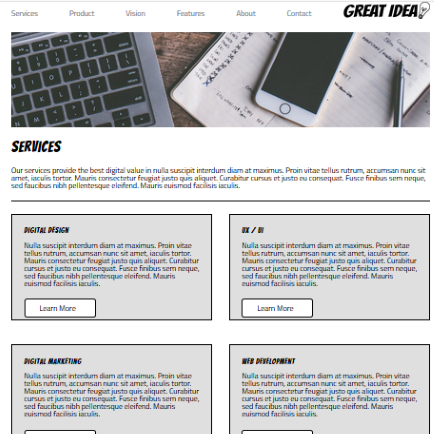 Services Product Vision Features About Contact GREAT IDEA
SERVICES
Our services provide the best digital value in nulla suscipit interdum diam at maximus. Proin vitae tellus rutrum, accumsan nunc sit
amet, iaculis tortor. Mauris consectetur feugiat justo quis aliquet. Curabitur cursus et justo eu consequat. Fusce finibus sem neque,
sed faucibus nibh pellentesque eleifend. Mauris euismod facilisis iaculis.
DIGITAL DESIGN
Nulla suscipit interdum diam at maximus. Proin vitae
tellus rutrum, accumsan nunc sit amet, iaculis tortor.
Mauris consectetur feugiat justo quis aliquet. Curabitur
cursus et justo eu consequat. Fusce finibus sem neque,
sed faucibus nibh pellentesque eleifend. Mauris
euismod facilisis iaculis.
Learn More
UX / UI
Nulla suscipit interdum diam at maximus. Proin vitae
tellus rutrum, accumsan nunc sit amet, iaculis tortor.
Mauris consectetur feugiat justo quis aliquet. Curabitur
cursus et justo eu consequat. Fusce finibus sem neque,
sed faucibus nibh pellentesque eleifend. Mauris
euismod facilisis iaculis.
Learn More
DIGITAL MARKETING
Nulla suscipit interdum diam at maximus. Proin vitae
tellus rutrum, accumsan nunc sit amet, iaculis tortor.
Mauris consectetur feugiat justo quis aliquet. Curabitur
cursus et justo eu consequat. Fusce finibus sem neque,
sed faucibus nibh pellentesque eleifend. Mauris
euismod facilisis iaculis.
WEB DEVELOPMENT
Nulla suscipit interdum diam at maximus. Proin vitae
tellus rutrum, accumsan nunc sit amet, iaculis tortor.
Mauris consectetur feugiat justo quis aliquet. Curabitur
cursus et justo eu consequat. Fusce finibus sem neque,
sed faucibus nibh pellentesque eleifend. Mauris
euismod facilisis iaculis.